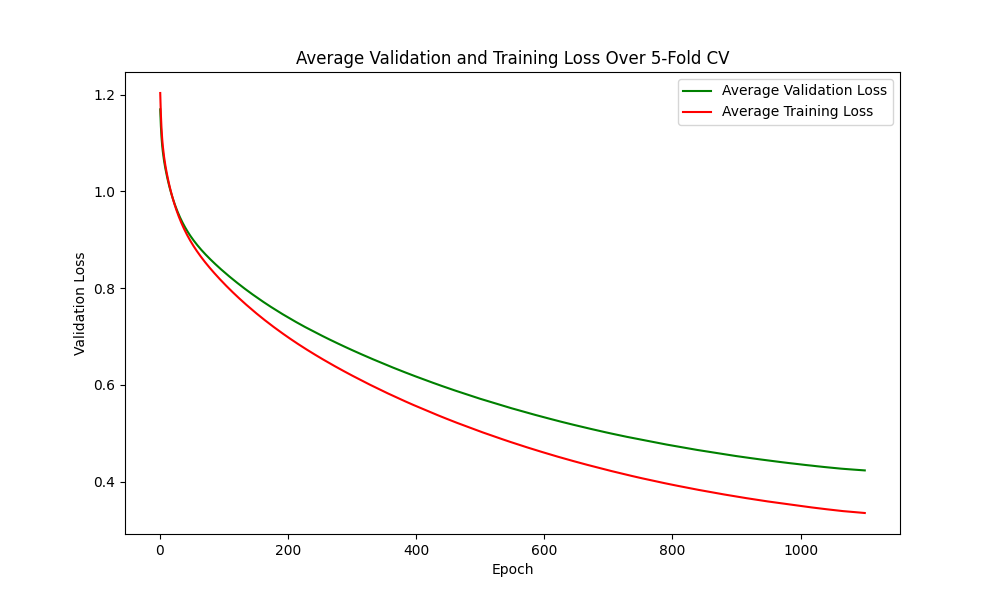 Average Validation and Training Loss Over 5-Fold CV
Average Validation Loss
Average Training Loss
Validation Loss
1.2
1.0
0.8
0.6
0.4
0
200
400
600
800
1000
Epoch